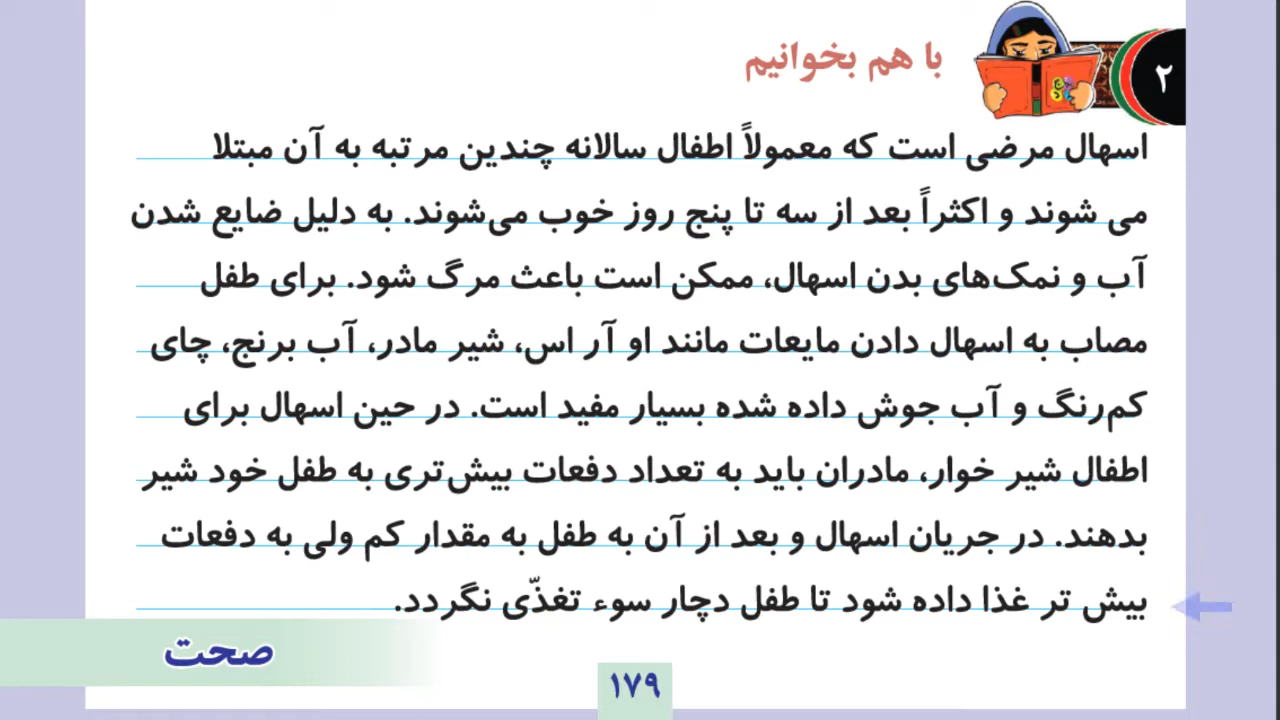 ۲
با هم بخوانیم
اسهال مرضی است که معمولاً اطفال سالانه چندین مرتبه به آن مبتلا
می شوند و اکثراً بعد از سه تا پنج روز خوب می‌شوند. به دلیل ضایع شدن
آب و نمک‌های بدن اسهال، ممکن است باعث مرگ شود. برای طفل
مصاب به اسهال دادن مایعات مانند او آر اس، شیر مادر، آب برنج، چای
کم‌رنگ و آب جوش داده شده بسیار مفید است. در حین اسهال برای
اطفال شیر خوار، مادران باید به تعداد دفعات بیش‌تری به طفل خود شیر
بدهند. در جریان اسهال و بعد از آن به طفل به مقدار کم ولی به دفعات
بیش تر غذا داده شود تا طفل دچار سوء تغذّی نگردد.
صحت
۱۷۹